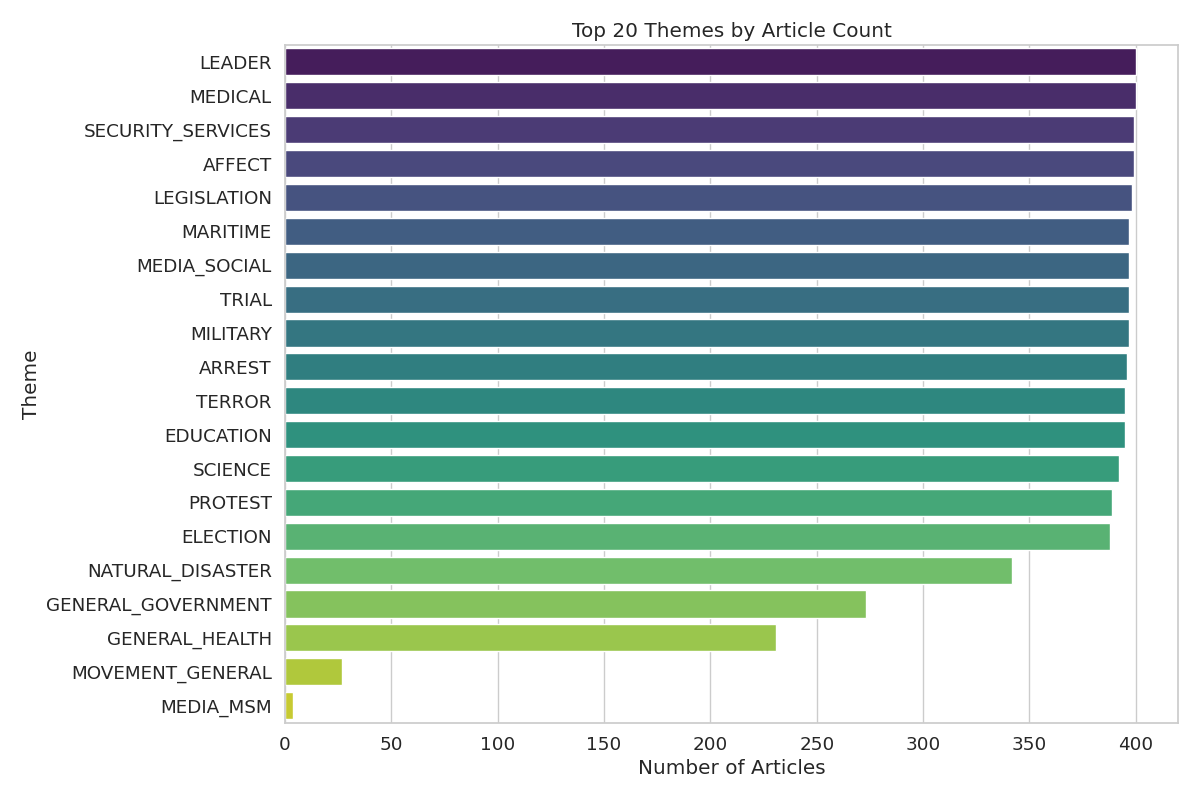 Top 20 Themes by Article Count
LEADER
MEDICAL
SECURITY_SERVICES
AFFECT
LEGISLATION
MARITIME
MEDIA_SOCIAL
TRIAL
MILITARY
ARREST
TERROR
EDUCATION
SCIENCE
PROTEST
ELECTION
NATURAL_DISASTER
GENERAL_GOVERNMENT
GENERAL_HEALTH
MOVEMENT_GENERAL
MEDIA_MSM
Theme
0 50 100 150 200 250 300 350 400
Number of Articles